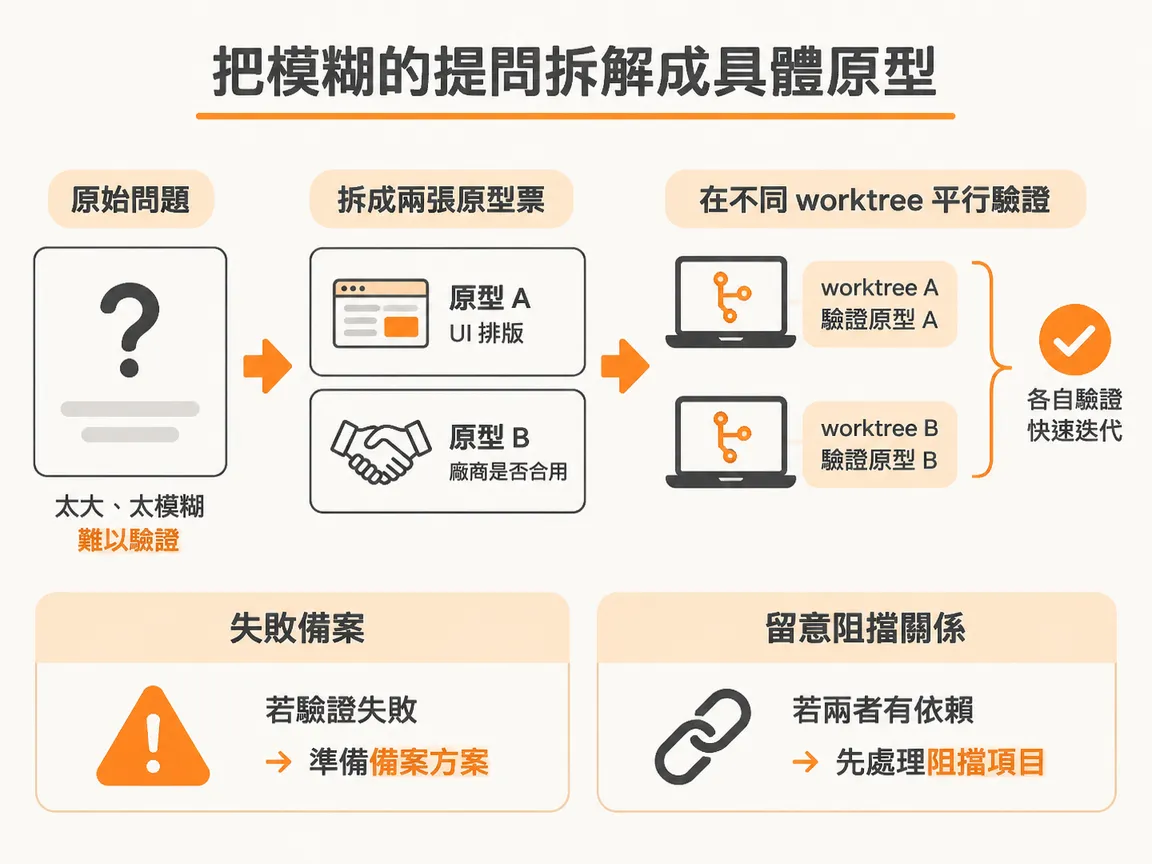 把模糊的提問拆解成具體原型
原始問題
?
太大、太模糊
難以驗證
拆成兩張原型票
原型 A
UI 排版
原型 B
廠商是否合用
在不同 worktree 平行驗證
worktree A
驗證原型 A
worktree B
驗證原型 B
各自驗證
快速迭代
失敗備案
!
若驗證失敗
→ 準備備案方案
留意阻擋關係
若兩者有依賴
→ 先處理阻擋項目